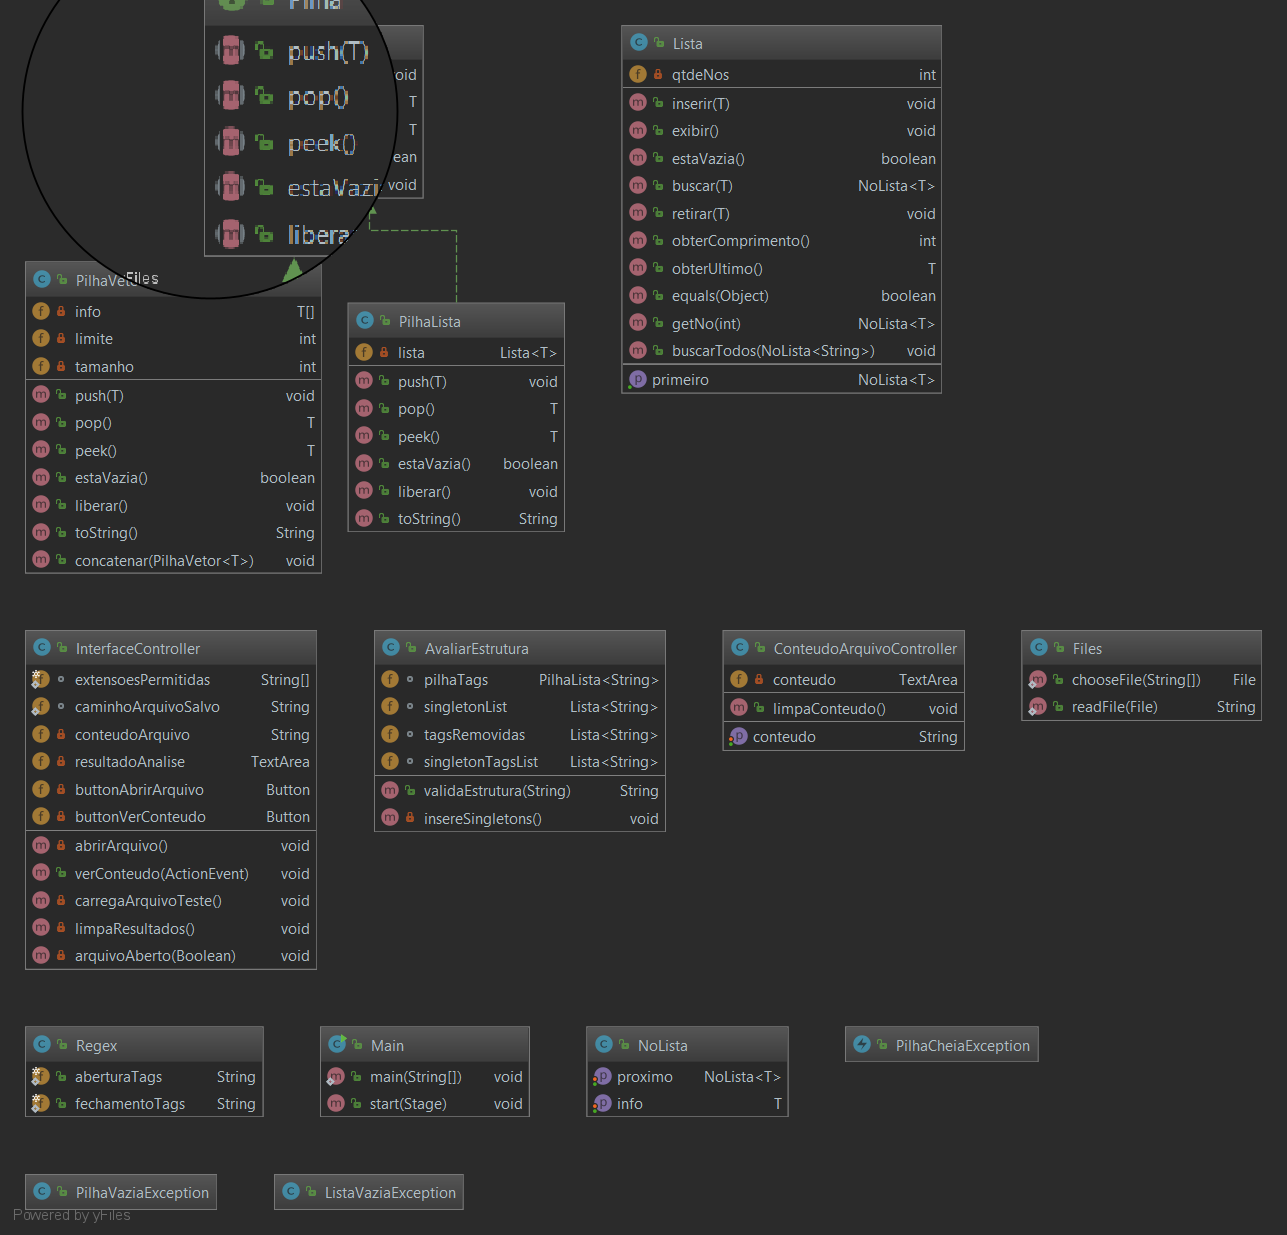 Pilha
push(T)
pop()
peek()
estaVazi
libera
void
T
T
ean
void
Files
Lista
qtdeNos int
inserir(T) void
exibir() void
estaVazia() boolean
buscar(T) NoLista<T>
retirar(T) void
obterComprimento() int
obterUltimo() T
equals(Object) boolean
getNo(int) NoLista<T>
buscarTodos(NoLista<String>) void
primeiro NoLista<T>
PilhaVeto
info T[]
limite int
tamanho int
push(T) void
pop() T
peek() T
estaVazia() boolean
liberar() void
toString() String
concatenar(PilhaVetor<T>) void
PilhaLista
lista Lista<T>
push(T) void
pop() T
peek() T
estaVazia() boolean
liberar() void
toString() String
InterfaceController
extensoesPermitidas String[]
caminhoArquivoSalvo String
conteudoArquivo String
resultadoAnalise TextArea
buttonAbrirArquivo Button
buttonVerConteudo Button
abrirArquivo() void
verConteudo(ActionEvent) void
carregaArquivoTeste() void
limpaResultados() void
arquivoAberto(Boolean) void
AvaliarEstrutura
pilhaTags PilhaLista<String>
singletonList Lista<String>
tagsRemovidas Lista<String>
singletonTagsList Lista<String>
validaEstrutura(String) String
insereSingletons() void
ConteudoArquivoController
conteudo TextArea
limpaConteudo() void
conteudo String
Files
chooseFile(String[]) File
readFile(File) String
Regex
aberturaTags String
fechamentoTags String
Main
main(String[]) void
start(Stage) void
NoLista
proximo NoLista<T>
info T
PilhaCheiaException
PilhaVaziaException
ListaVaziaException
Powered by yFiles